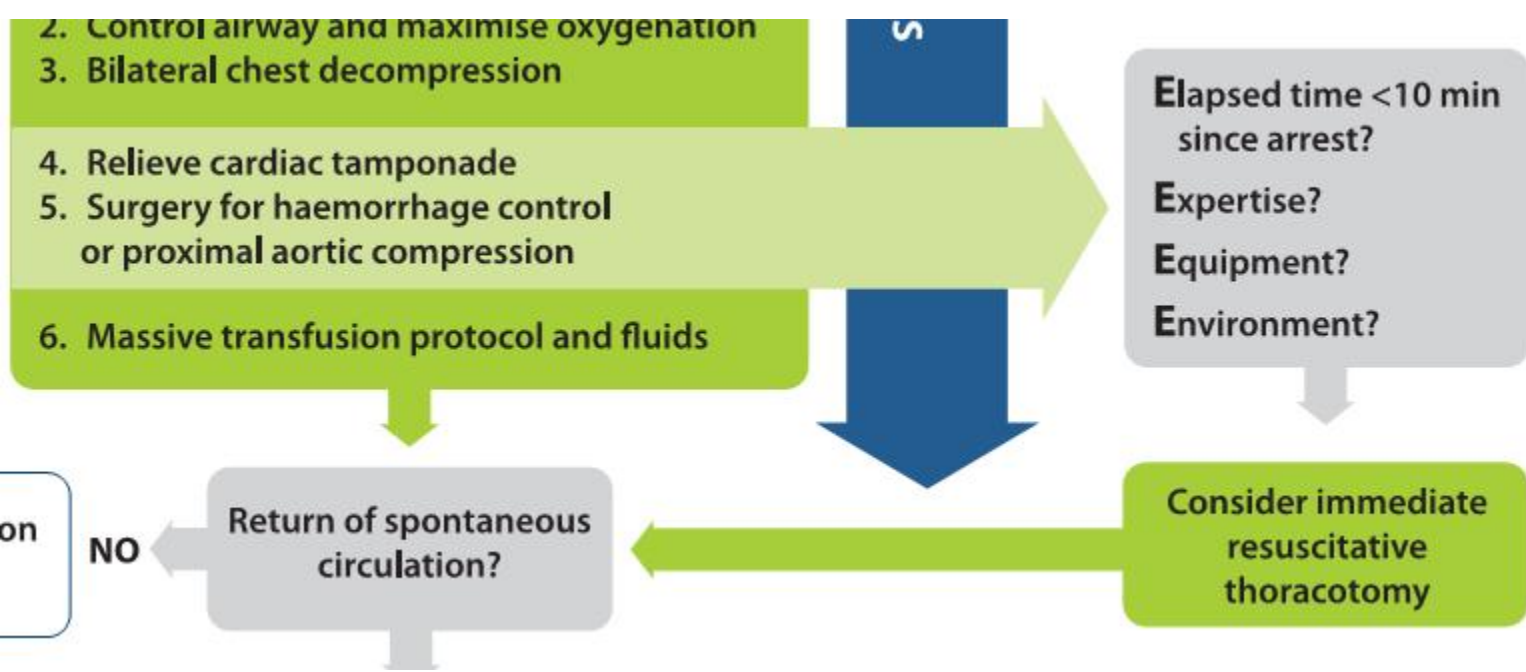 2. Control airway and maximise oxygenation
3. Bilateral chest decompression
4. Relieve cardiac tamponade
5. Surgery for haemorrhage control
or proximal aortic compression
6. Massive transfusion protocol and fluids
S
Elapsed time <10 min
since arrest?
Expertise?
Equipment?
Environment?
on
NO
Return of spontaneous
circulation?
Consider immediate
resuscitative
thoracotomy